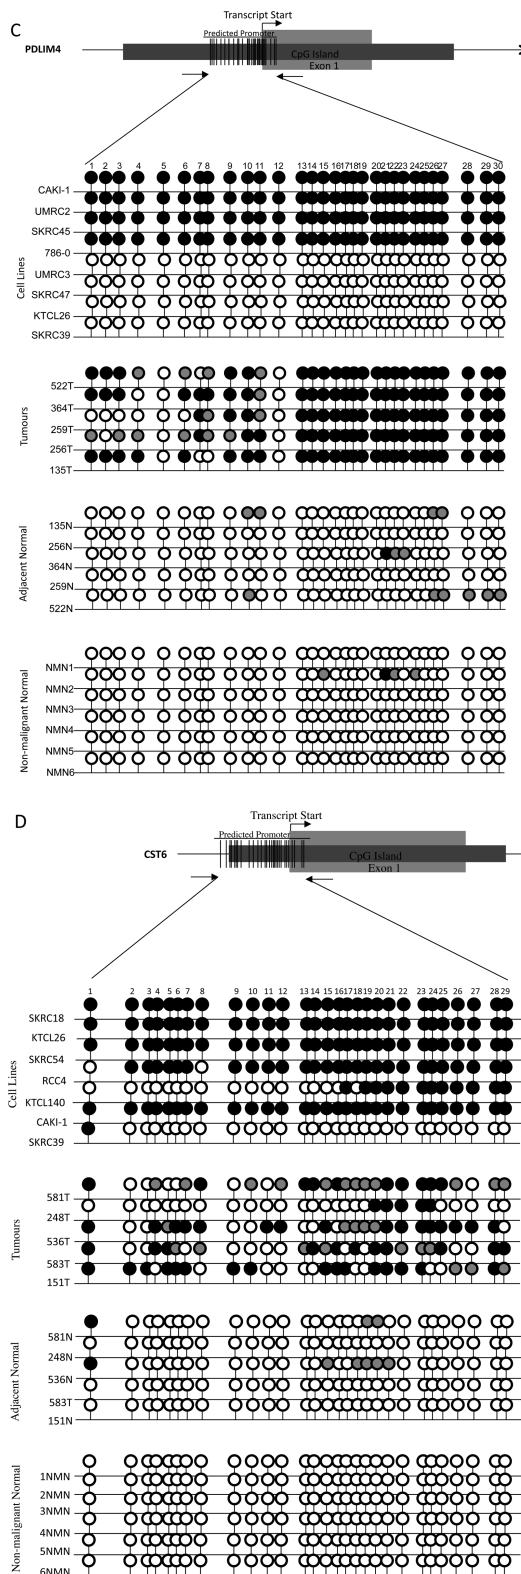 C
Transcript Start
Predicted Promoter
PDLIM4
CpG Island
Exon 1
1 2 3 4 5 6 7 8 9 10 11 12 13 14 15 16 17 18 19 20 21 22 23 24 25 26 27 28 29 30
Cell Lines
CAKI-1
UMRC2
SKRC45
786-0
UMRC3
SKRC47
KTCL26
SKRC39
Tumours
522T
364T
259T
256T
135T
Adjacent Normal
135N
256N
364N
259N
522N
Non-malignant Normal
NMN1
NMN2
NMN3
NMN4
NMN5
NMN6
D
Transcript Start
Predicted Promoter
CST6
CpG Island
Exon 1
1 2 3 4 5 6 7 8 9 10 11 12 13 14 15 16 17 18 19 20 21 22 23 24 25 26 27 28 29
Cell Lines
SKRC18
KTCL26
SKRC54
RCC4
KTCL140
CAKI-1
SKRC39
Tumours
581T
248T
536T
583T
151T
Adjacent Normal
581N
248N
536N
583T
151N
Non-malignant Normal
1NMN
2NMN
3NMN
4NMN
5NMN
6NMN